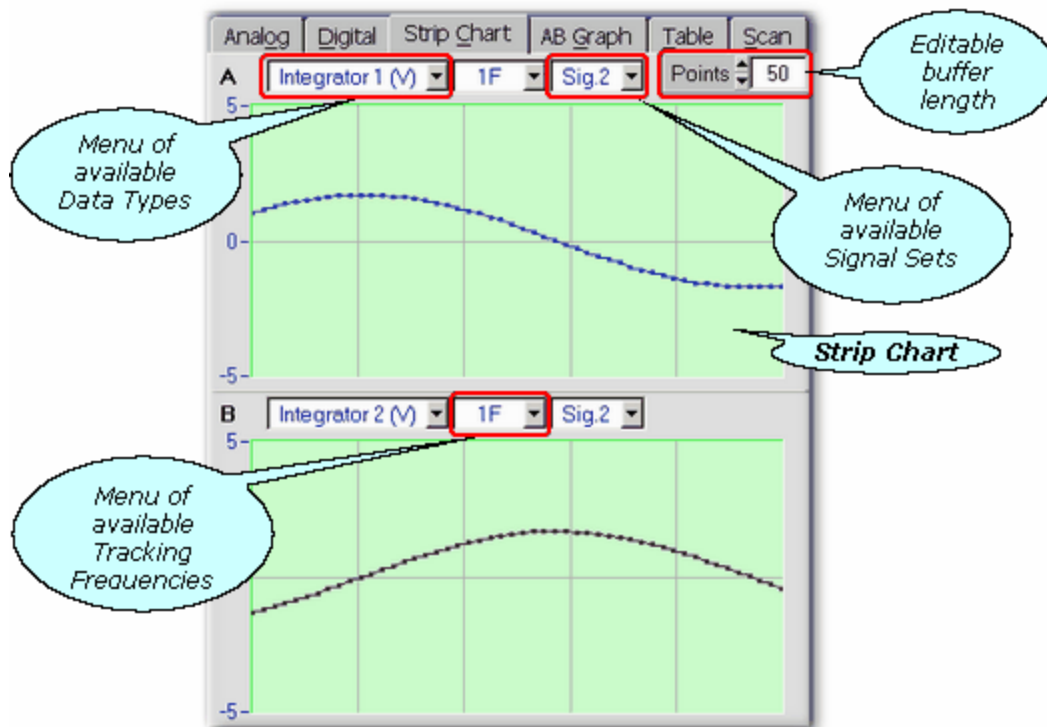 Analog Digital Strip Chart AB Graph Table Scan
A Integrator 1 (V) 1F Sig.2 Points 50
Editable
buffer
length
5-
Menu of
available
Data Types
Menu of
available
Signal Sets
0-
Strip Chart
-5-
B Integrator 2 (V) 1F Sig.2
5-
Menu of
available
Tracking
Frequencies
0-
-5-